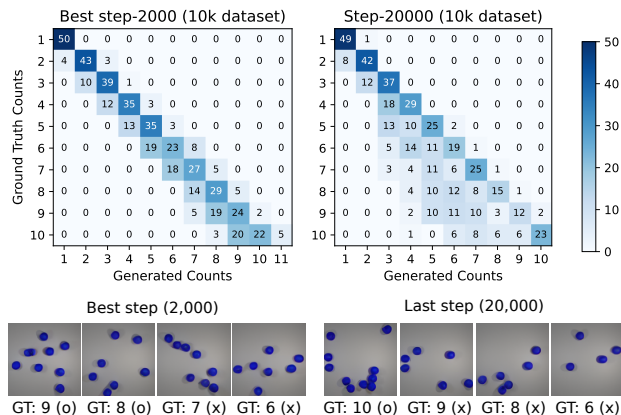 Best step-2000 (10k dataset)
1 50 0 0 0 0 0 0 0 0 0 0
2 4 43 3 0 0 0 0 0 0 0 0
3 0 10 39 1 0 0 0 0 0 0 0
4 0 0 12 35 3 0 0 0 0 0 0
5 0 0 0 13 35 2 0 0 0 0 0
6 0 0 0 0 19 23 8 0 0 0 0
7 0 0 0 0 0 18 27 5 0 0 0
8 0 0 0 0 0 0 14 29 5 0 0
9 0 0 0 0 0 0 5 19 24 2 0
10 0 0 0 0 0 0 0 3 20 22 5
1 2 3 4 5 6 7 8 9 10 11
Ground Truth Counts
Generated Counts
Step-20000 (10k dataset)
1 49 1 0 0 0 0 0 0 0 0
2 8 42 0 0 0 0 0 0 0 0
3 0 12 37 0 0 0 0 0 0 0
4 0 0 18 29 0 0 0 0 0 0
5 0 0 13 10 25 2 0 0 0 0
6 0 0 5 14 11 19 1 0 0 0
7 0 0 3 4 11 6 25 1 0 0
8 0 0 4 4 10 12 8 15 1 0
9 0 0 0 2 10 11 10 3 12 2
10 0 0 0 1 0 6 8 6 6 23
1 2 3 4 5 6 7 8 9 10
Generated Counts
50
40
30
20
10
0
Best step (2,000)
GT: 9 (o) GT: 8 (o) GT: 7 (x) GT: 6 (x)
Last step (20,000)
GT: 10 (o) GT: 9 (x) GT: 8 (x) GT: 6 (x)